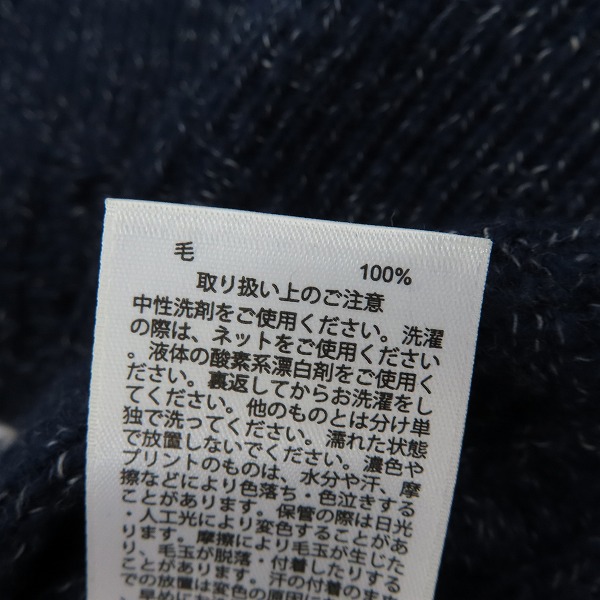 毛 100%
取り扱い上のご注意
中性洗剤をご使用ください。洗濯
の際は、ネットをご使用ください
。液体の酸素系漂白剤をご使用く
ださい。裏返してからお洗濯をし
てください。他のものとは分け単
独で洗ってください。濡れた状態
で放置しないでください。濃色や
プリントのものは、水分や汗、摩
擦などにより色落ち・色泣きする
ことがあります。保管の際は日光
・人工光により変色することがあ
ります。摩擦により毛玉が生じた
り、毛玉が脱落・付着したりする
ことがあります。汗の付着のまま
での放置は変色の原因に